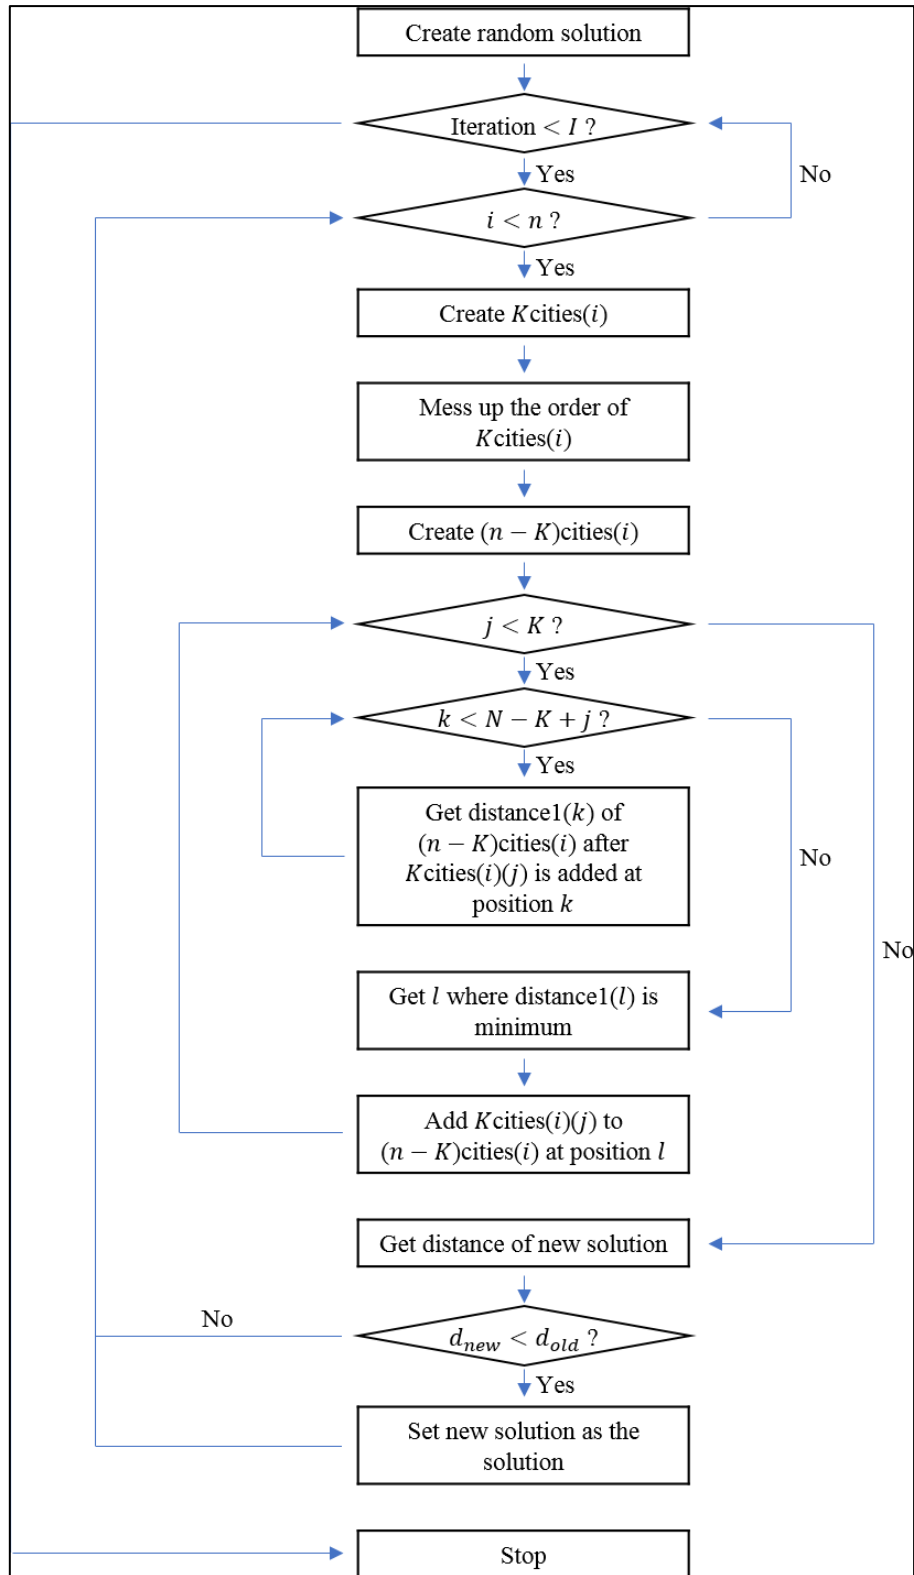 Create random solution
Iteration < I ?
No
Yes
i < n ?
Yes
Create Kcities(i)
Mess up the order of
Kcities(i)
Create (n − K)cities(i)
j < K ?
Yes
k < N − K + j ?
Yes
Get distance1(k) of
(n − K)cities(i) after
Kcities(i)(j) is added at
position k
No
No
Get l where distance1(l) is
minimum
Add Kcities(i)(j) to
(n − K)cities(i) at position l
Get distance of new solution
No
d_new < d_old ?
Yes
Set new solution as the
solution
Stop